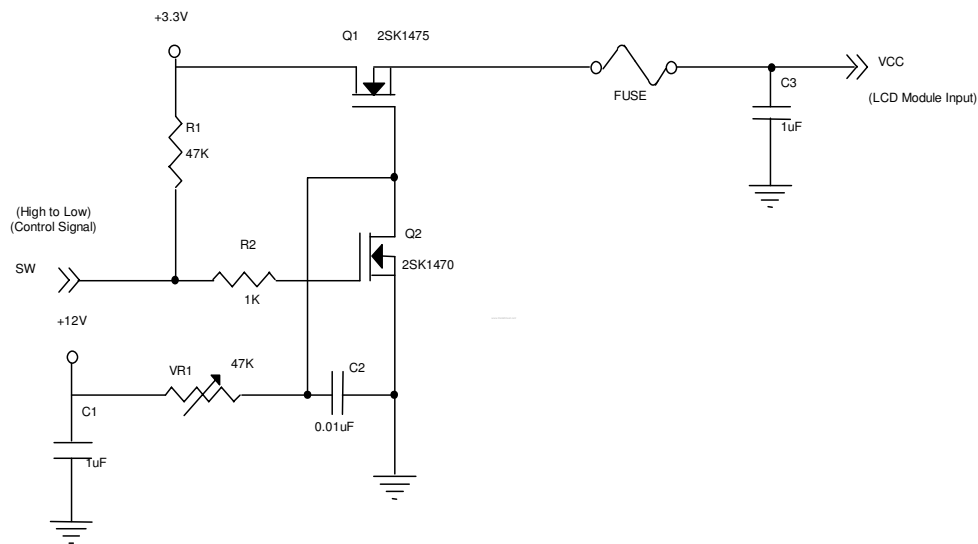 +3.3V
Q1 2SK1475
VCC
FUSE
C3
(LCD Module Input)
R1
1uF
47K
(High to Low)
(Control Signal)
Q2
R2
SW
2SK1470
1K
+12V
VR1
47K
C2
C1
0.01uF
1uF